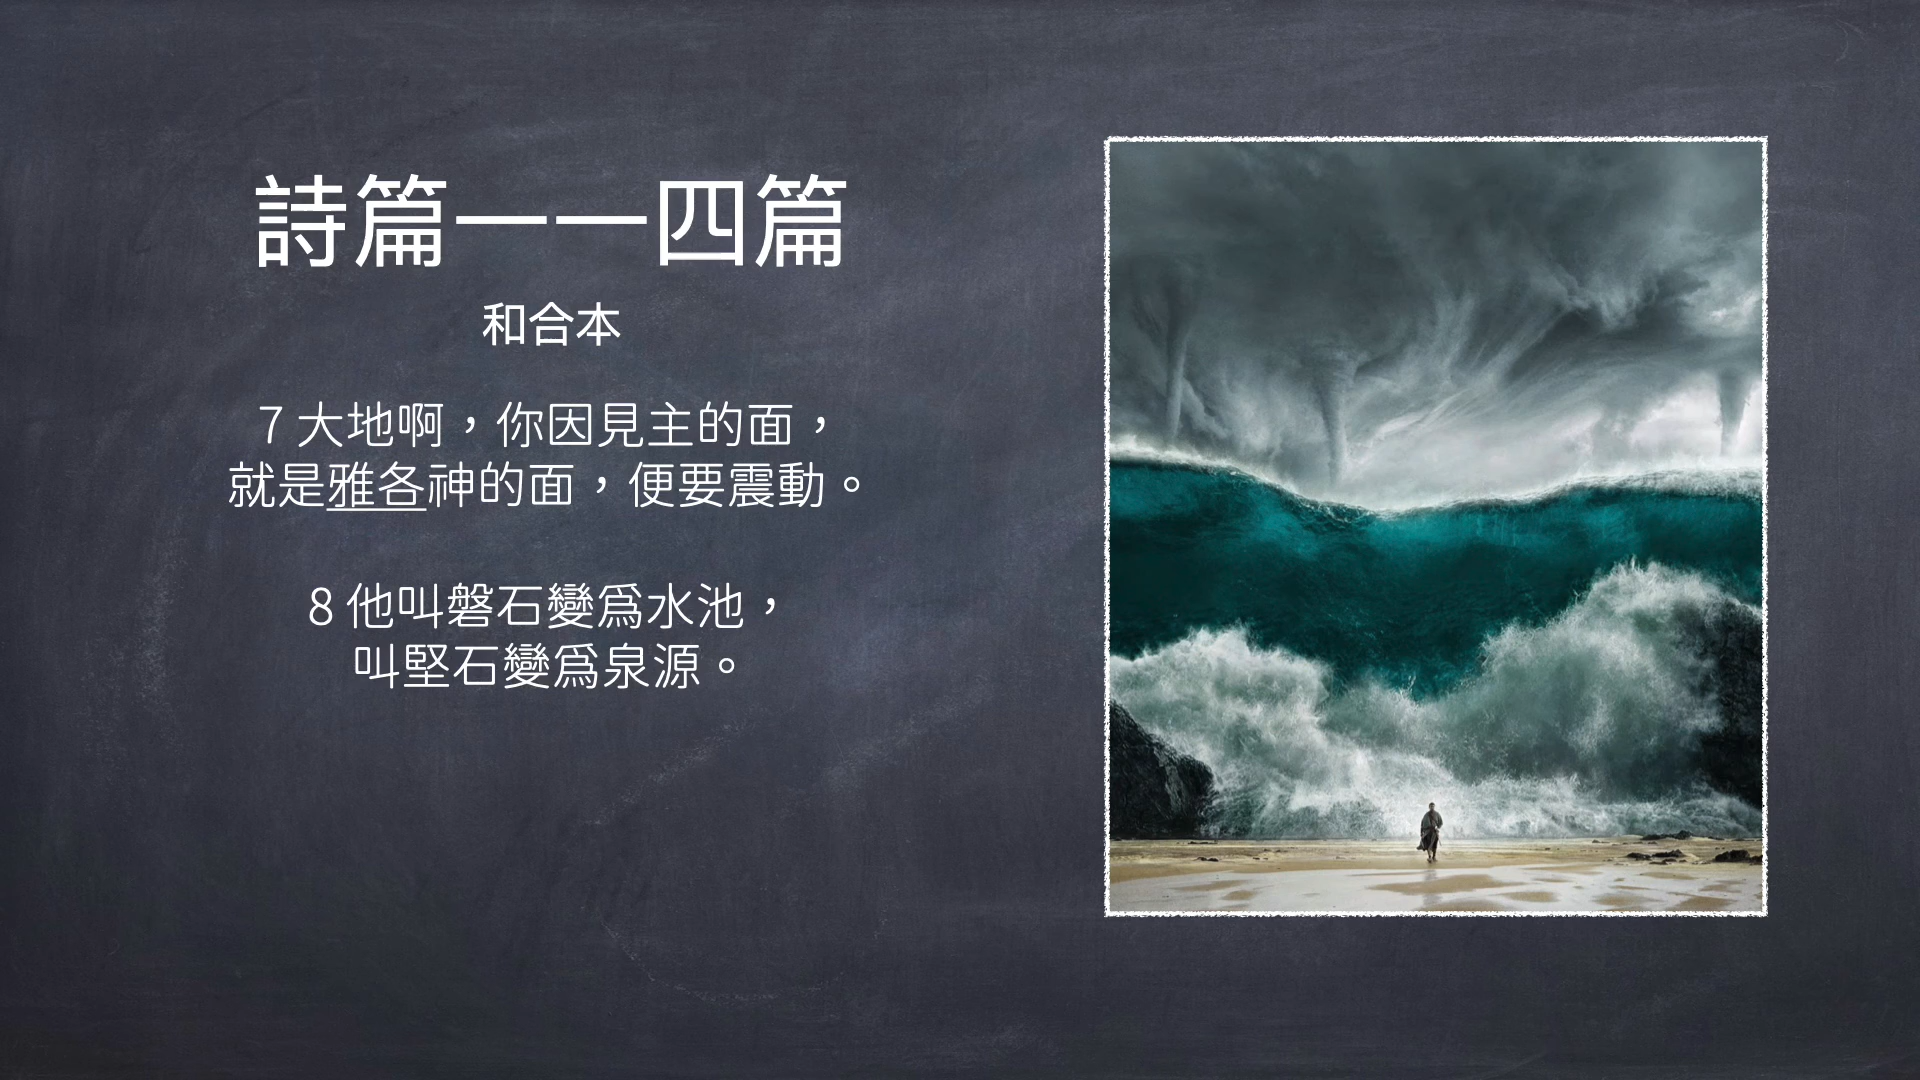 詩篇一一四篇
和合本
7 大地啊，你因見主的面，
就是雅各神的面，便要震動。
8 他叫磐石變爲水池，
叫堅石變爲泉源。